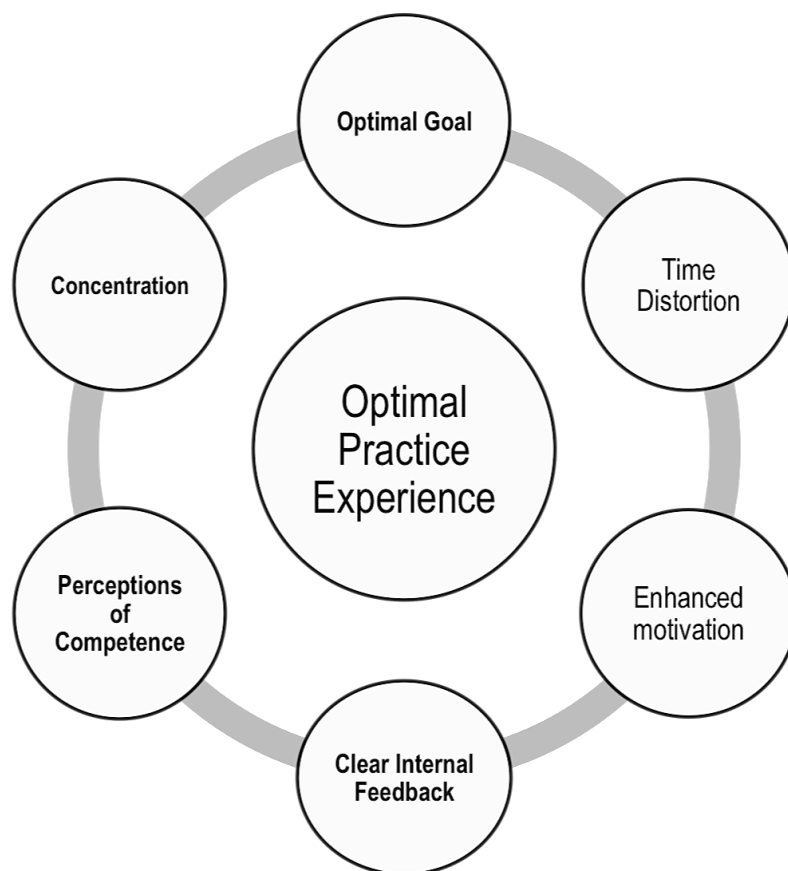 Optimal Goal
Time
Distortion
Enhanced
motivation
Clear Internal
Feedback
Perceptions
of
Competence
Concentration
Optimal
Practice
Experience